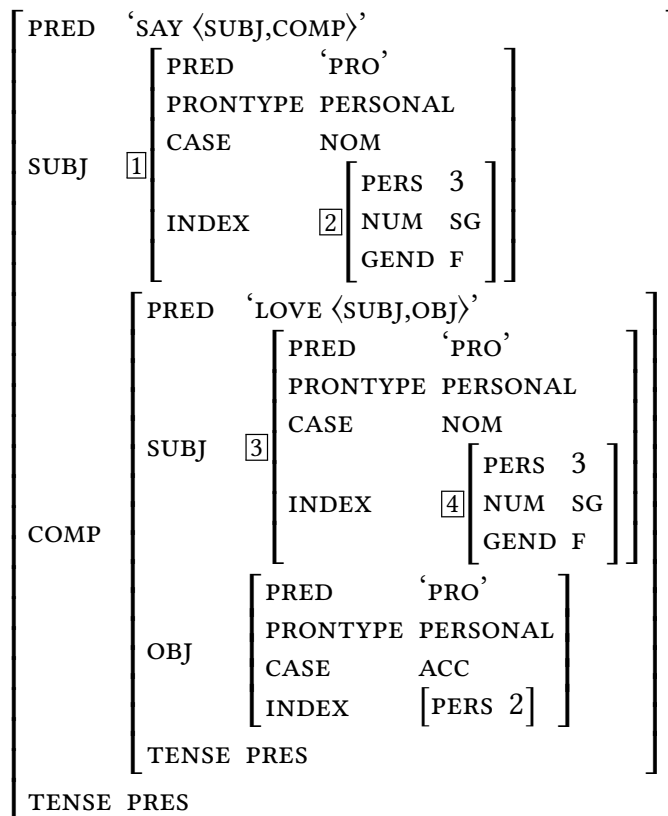 PRED ‘SAY ⟨SUBJ,COMP⟩’
PRED ‘PRO’
PRONTYPE PERSONAL
CASE NOM
SUBJ 1
PERS 3
INDEX 2 NUM SG
GEND F
PRED ‘LOVE ⟨SUBJ,OBJ⟩’
PRED ‘PRO’
PRONTYPE PERSONAL
CASE NOM
SUBJ 3
PERS 3
INDEX 4 NUM SG
COMP
GEND F
PRED ‘PRO’
PRONTYPE PERSONAL
OBJ
CASE ACC
INDEX [PERS 2]
TENSE PRES
TENSE PRES